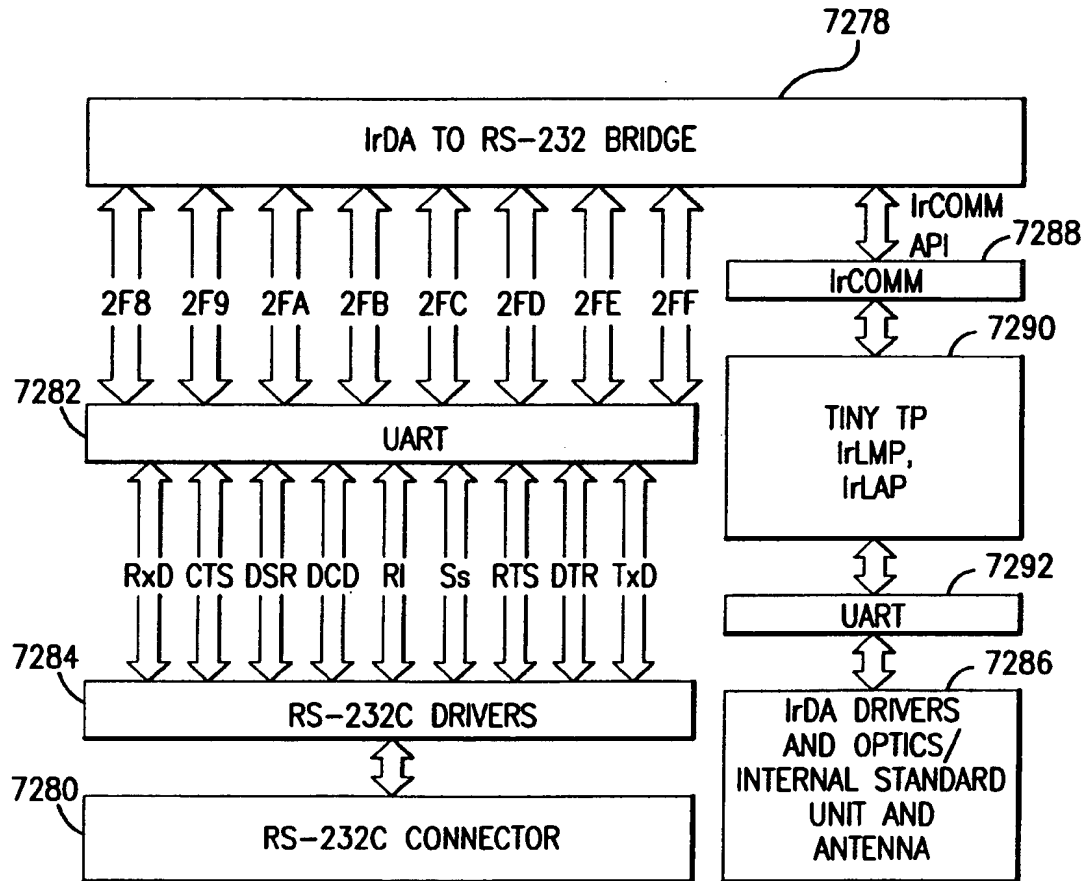 7278
IrDA TO RS-232 BRIDGE
IrCOMM
API
7288
IrCOMM
2F8 2F9 2FA 2FB 2FC 2FD 2FE 2FF
7290
7282
UART
TINY TP
IrLMP,
IrLAP
RxD CTS DSR DCD RI Ss RTS DTR TxD
7292
UART
7284
RS-232C DRIVERS
7286
IrDA DRIVERS
AND OPTICS/
INTERNAL STANDARD
UNIT AND
ANTENNA
7280
RS-232C CONNECTOR